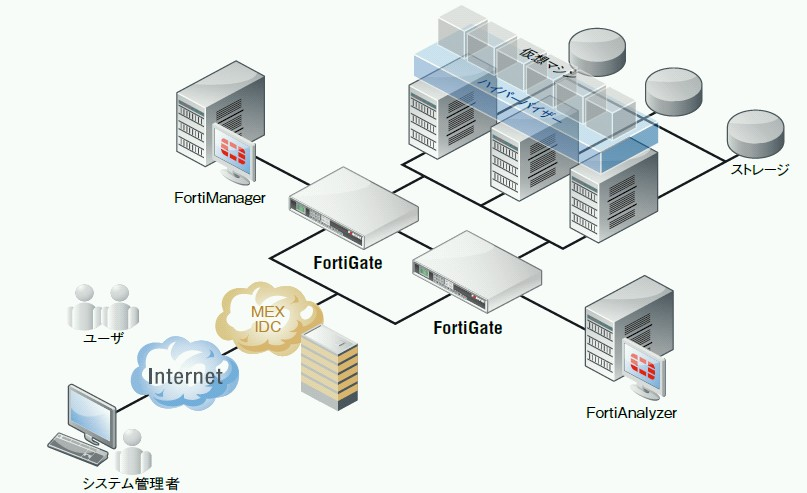 仮想マシン
ハイパーバイザー
ストレージ
FortiManager
FortiGate
FortiGate
MEX
IDC
ユーザ
Internet
FortiAnalyzer
システム管理者